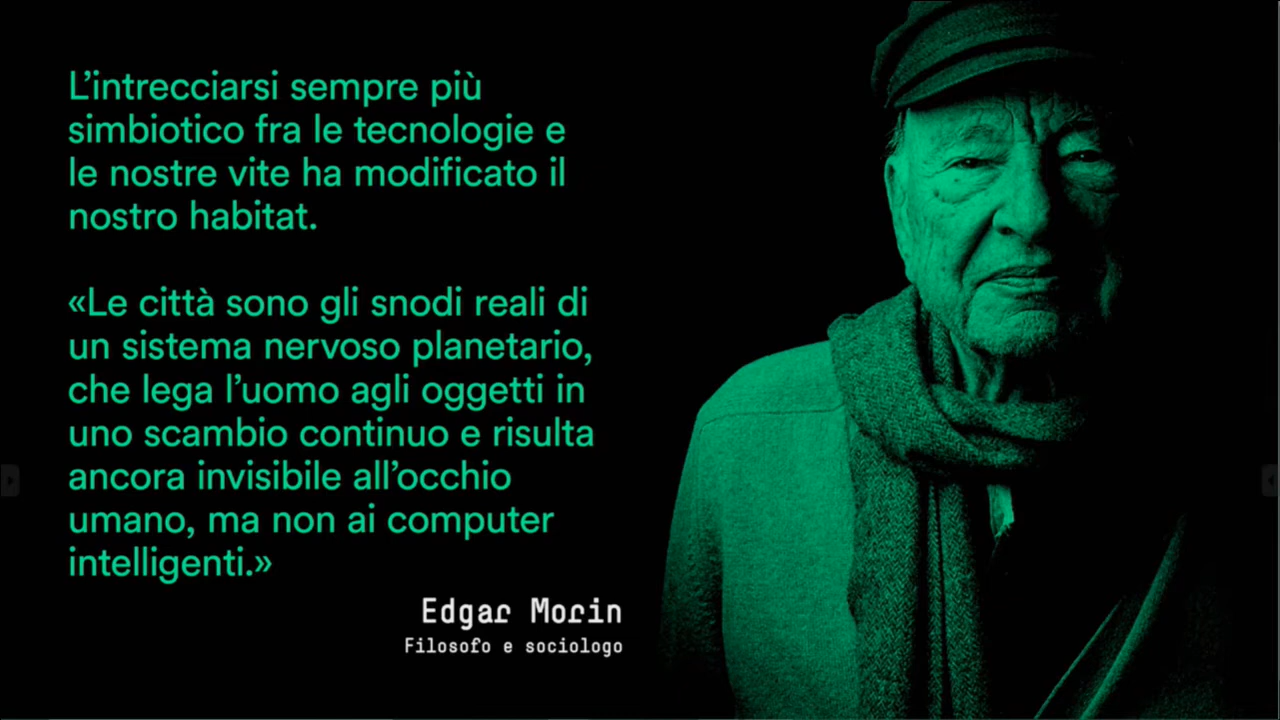 L’intrecciarsi sempre più
simbiotico fra le tecnologie e
le nostre vite ha modificato il
nostro habitat.
«Le città sono gli snodi reali di
un sistema nervoso planetario,
che lega l’uomo agli oggetti in
uno scambio continuo e risulta
ancora invisibile all’occhio
umano, ma non ai computer
intelligenti.»
Edgar Morin
Filosofo e sociologo